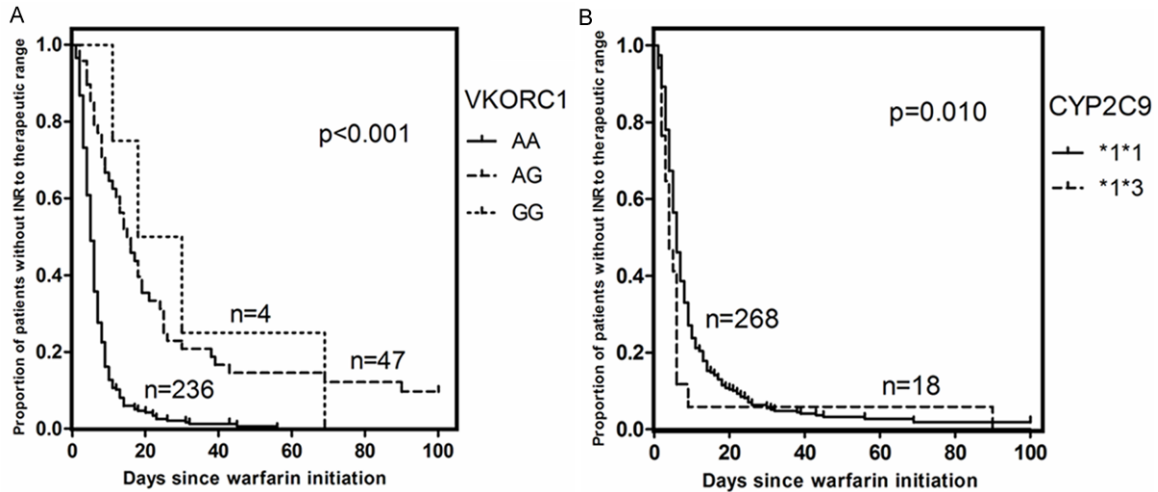 A
Proportion of patients without INR to therapeutic range
1.0
0.8
0.6
0.4
0.2
0.0
0
20
40
60
80
100
Days since warfarin initiation
p<0.001
n=4
n=47
n=236
VKORC1
AA
AG
GG
B
Proportion of patients without INR to therapeutic range
1.0
0.8
0.6
0.4
0.2
0.0
0
20
40
60
80
100
Days since warfarin initiation
p=0.010
n=268
n=18
CYP2C9
*1*1
*1*3